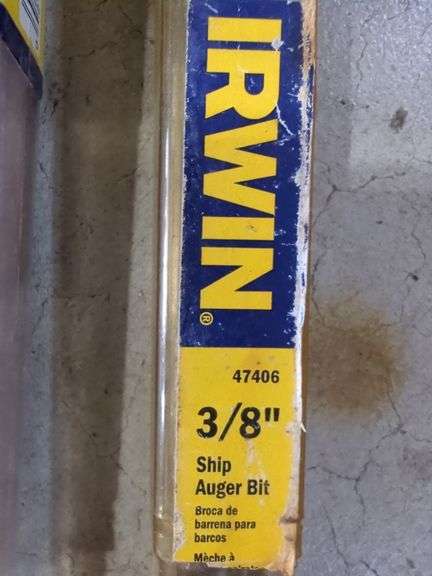 IRWIN®
47406
3/8"
Ship
Auger Bit
Broca de
barrena para
barcos
Mèche à